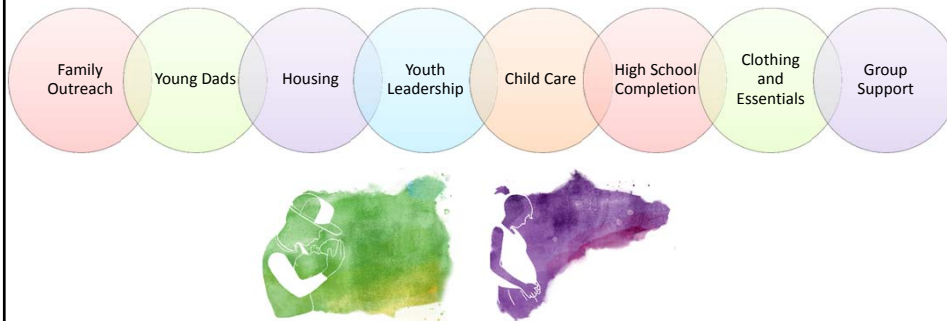 Family
Outreach
Young Dads
Housing
Youth
Leadership
Child Care
High School
Completion
Clothing
and
Essentials
Group
Support